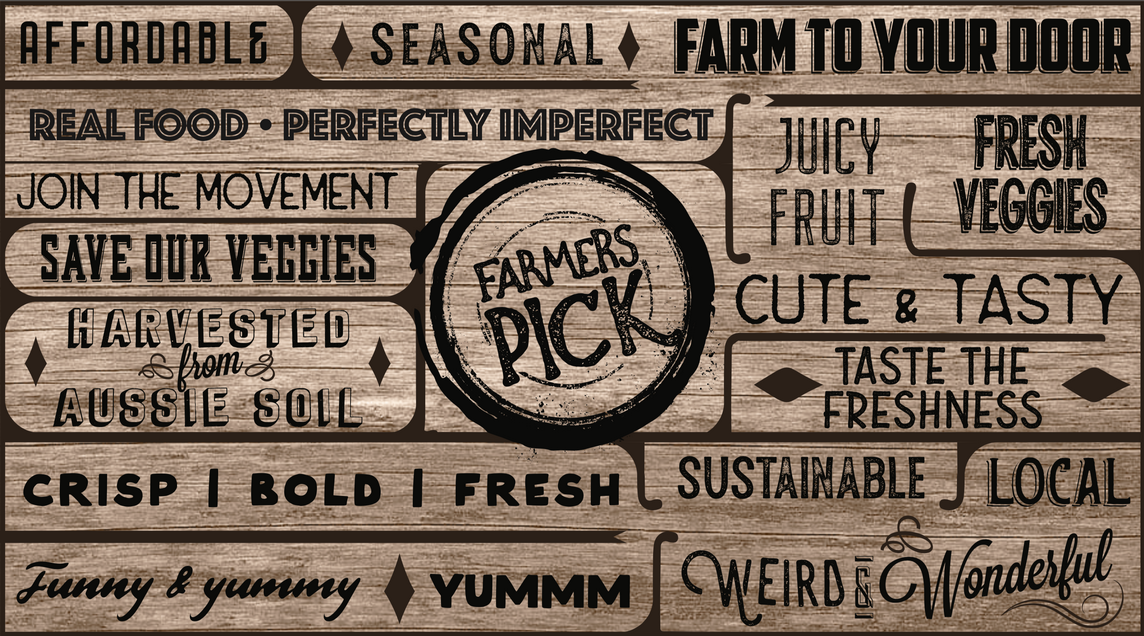 AFFORDABLE
SEASONAL
FARM TO YOUR DOOR
REAL FOOD • PERFECTLY IMPERFECT
JUICY
FRUIT
FRESH
VEGGIES
JOIN THE MOVEMENT
SAVE OUR VEGGIES
FARMERS
PICK
CUTE & TASTY
HARVESTED
from
AUSSIE SOIL
TASTE THE
FRESHNESS
CRISP | BOLD | FRESH
SUSTAINABLE
LOCAL
Funny & yummy
YUMMM
WEIRD & Wonderful